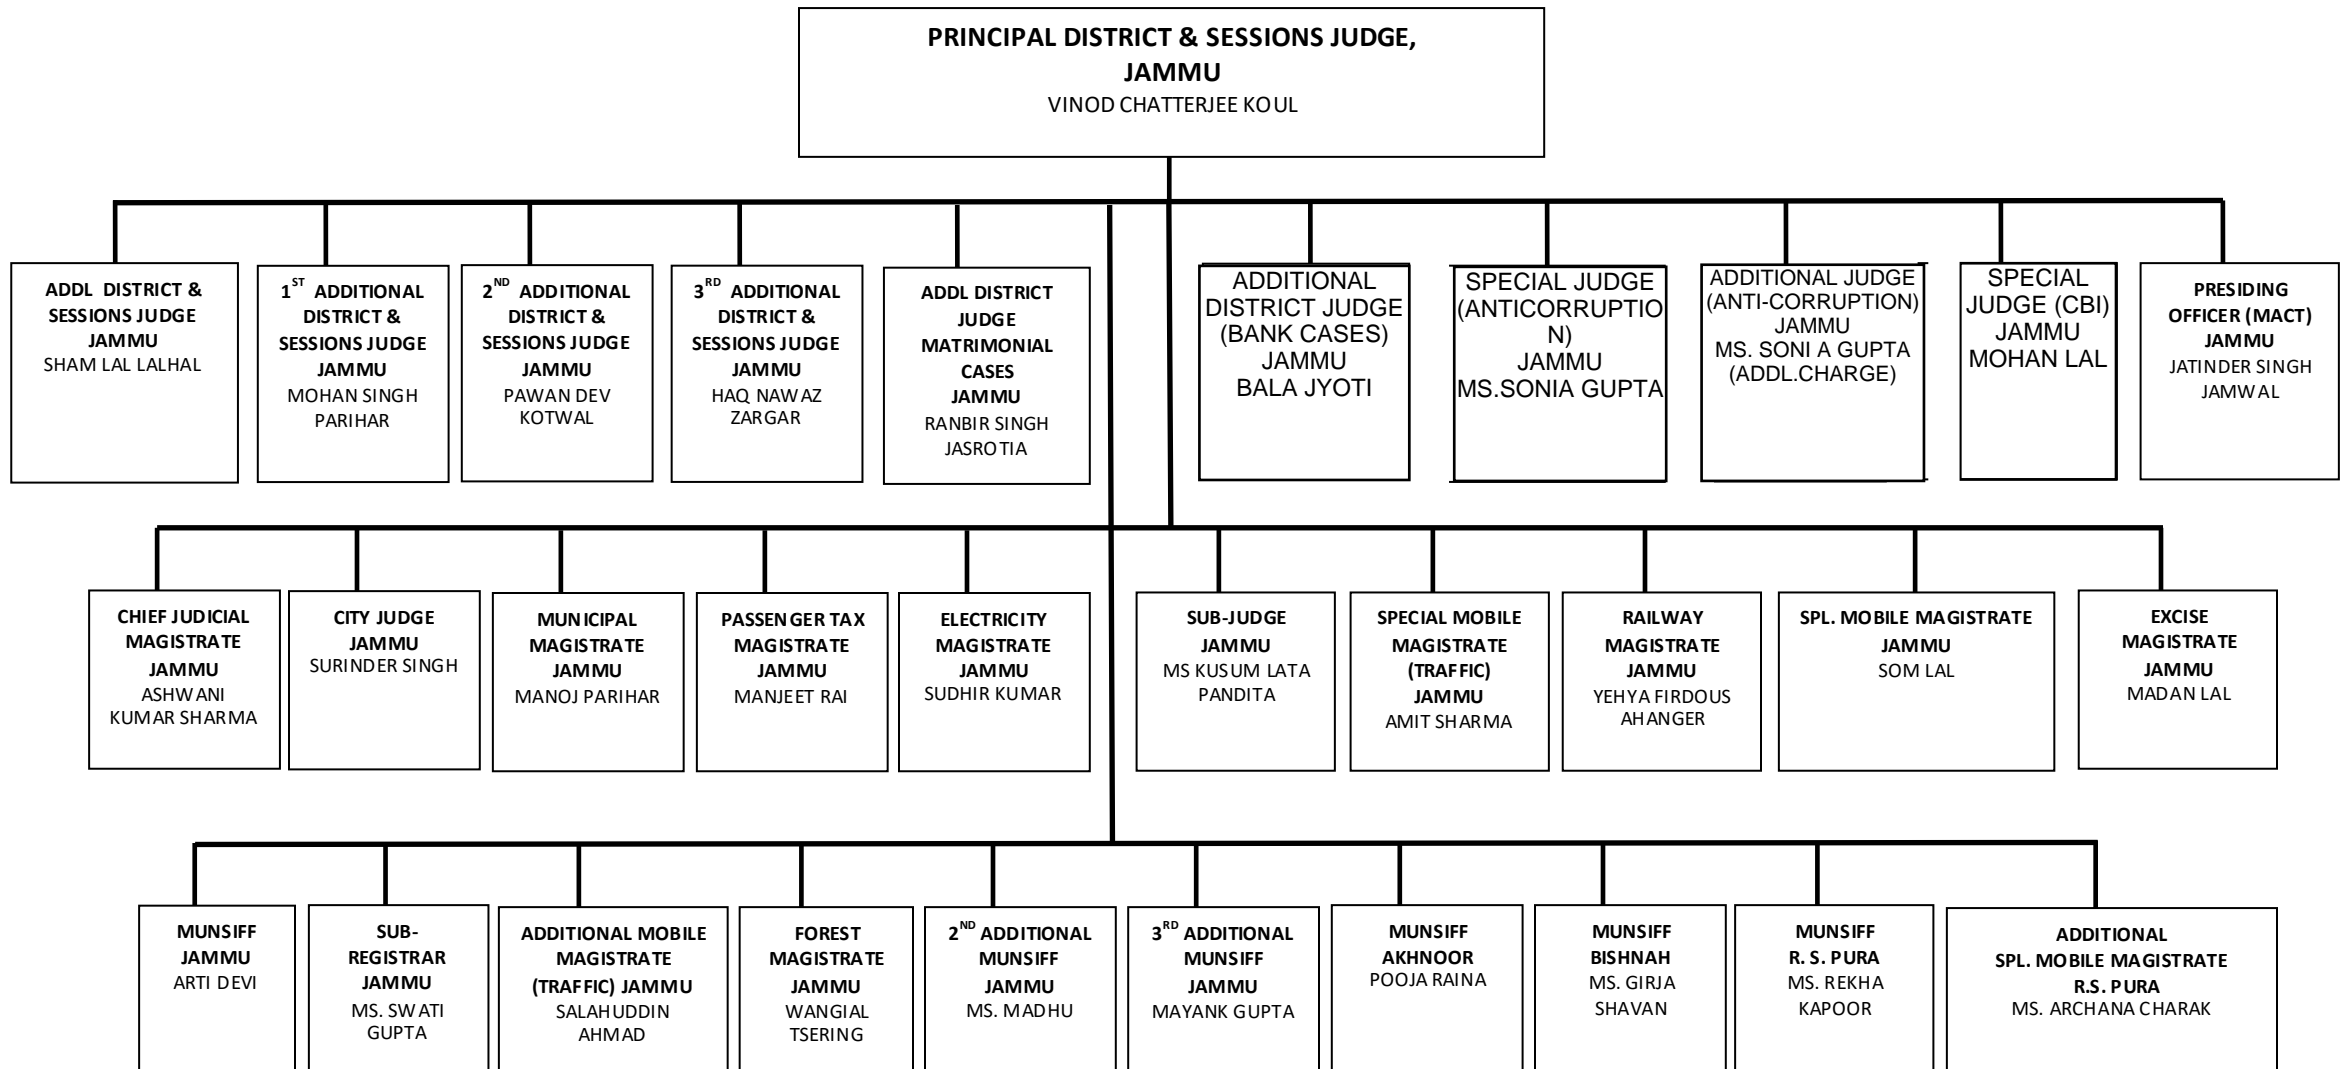 PRINCIPAL DISTRICT & SESSIONS JUDGE,
JAMMU
VINOD CHATTERJEE KOUL
ADDL DISTRICT &
SESSIONS JUDGE
JAMMU
SHAM LAL LALHAL
1ST ADDITIONAL
DISTRICT &
SESSIONS JUDGE
JAMMU
MOHAN SINGH
PARIHAR
2ND ADDITIONAL
DISTRICT &
SESSIONS JUDGE
JAMMU
PAWAN DEV
KOTWAL
3RD ADDITIONAL
DISTRICT &
SESSIONS JUDGE
JAMMU
HAQ NAWAZ
ZARGAR
ADDL DISTRICT
JUDGE
MATRIMONIAL
CASES
JAMMU
RANBIR SINGH
JASROTIA
ADDITIONAL
DISTRICT JUDGE
(BANK CASES)
JAMMU
BALA JYOTI
SPECIAL JUDGE
(ANTICORRUPTIO
N)
JAMMU
MS.SONIA GUPTA
ADDITIONAL JUDGE
(ANTI-CORRUPTION)
JAMMU
MS. SONI A GUPTA
(ADDL.CHARGE)
SPECIAL
JUDGE (CBI)
JAMMU
MOHAN LAL
PRESIDING
OFFICER (MACT)
JAMMU
JATINDER SINGH
JAMWAL
CHIEF JUDICIAL
MAGISTRATE
JAMMU
ASHWANI
KUMAR SHARMA
CITY JUDGE
JAMMU
SURINDER SINGH
MUNICIPAL
MAGISTRATE
JAMMU
MANOJ PARIHAR
PASSENGER TAX
MAGISTRATE
JAMMU
MANJEET RAI
ELECTRICITY
MAGISTRATE
JAMMU
SUDHIR KUMAR
SUB-JUDGE
JAMMU
MS KUSUM LATA
PANDITA
SPECIAL MOBILE
MAGISTRATE
(TRAFFIC)
JAMMU
AMIT SHARMA
RAILWAY
MAGISTRATE
JAMMU
YEHYA FIRDOUS
AHANGER
SPL. MOBILE MAGISTRATE
JAMMU
SOM LAL
EXCISE
MAGISTRATE
JAMMU
MADAN LAL
MUNSIFF
JAMMU
ARTI DEVI
SUB-
REGISTRAR
JAMMU
MS. SWATI
GUPTA
ADDITIONAL MOBILE
MAGISTRATE
(TRAFFIC) JAMMU
SALAHUDDIN
AHMAD
FOREST
MAGISTRATE
JAMMU
WANGIAL
TSERING
2ND ADDITIONAL
MUNSIFF
JAMMU
MS. MADHU
3RD ADDITIONAL
MUNSIFF
JAMMU
MAYANK GUPTA
MUNSIFF
AKHNOOR
POOJA RAINA
MUNSIFF
BISHNAH
MS. GIRJA
SHAVAN
MUNSIFF
R. S. PURA
MS. REKHA
KAPOOR
ADDITIONAL
SPL. MOBILE MAGISTRATE
R.S. PURA
MS. ARCHANA CHARAK